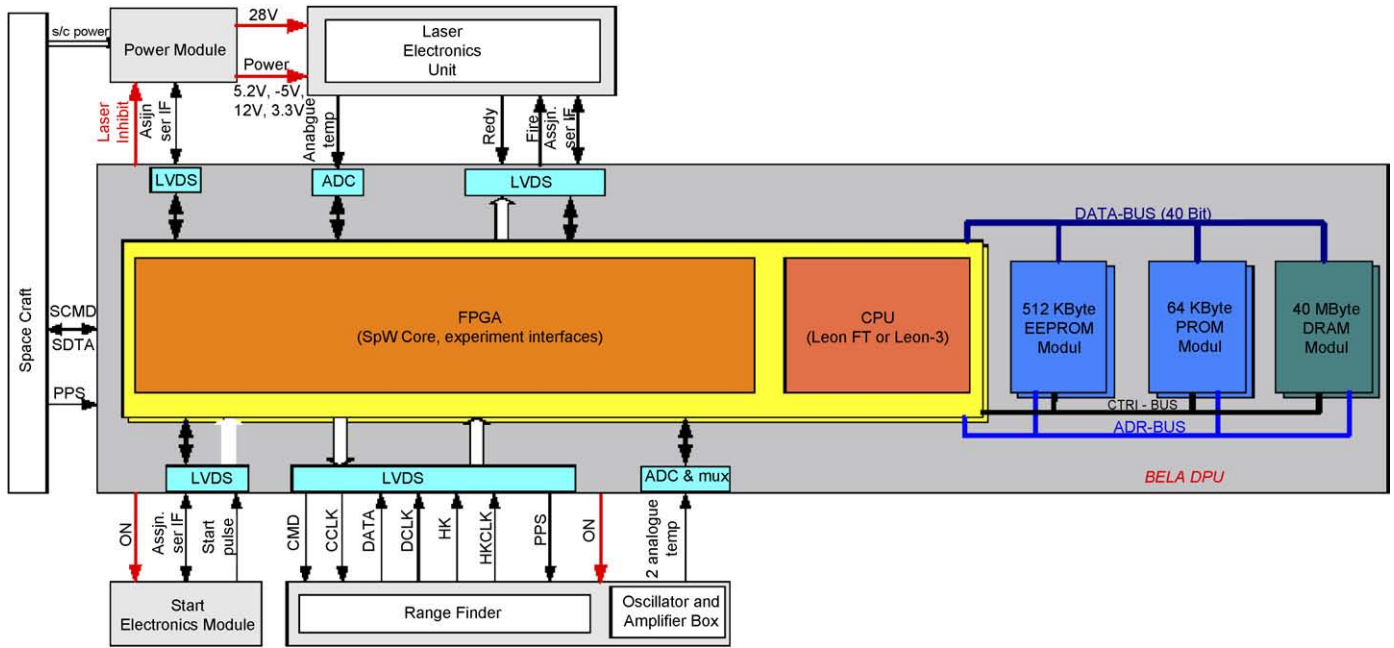 28V
s/c power
Power Module
Power
5.2V, -5V,
12V, 3.3V
Laser
Electronics
Unit
Laser
Inhibit
Asijn
ser IF
Anabgue
temp
Redy
Fire
Assjn.
ser IF
LVDS
ADC
LVDS
DATA-BUS (40 Bit)
Space Craft
SCMD
SDTA
PPS
FPGA
(SpW Core, experiment interfaces)
CPU
(Leon FT or Leon-3)
512 KByte
EEPROM
Modul
64 KByte
PROM
Modul
40 MByte
DRAM
Modul
CTRI - BUS
ADR-BUS
LVDS
LVDS
ADC & mux
BELA DPU
ON
Assjn.
ser IF
Start
pulse
CMD
CCLK
DATA
DCLK
HK
HKCLK
PPS
ON
2 analogue
temp
Start
Electronics Module
Range Finder
Oscillator and
Amplifier Box